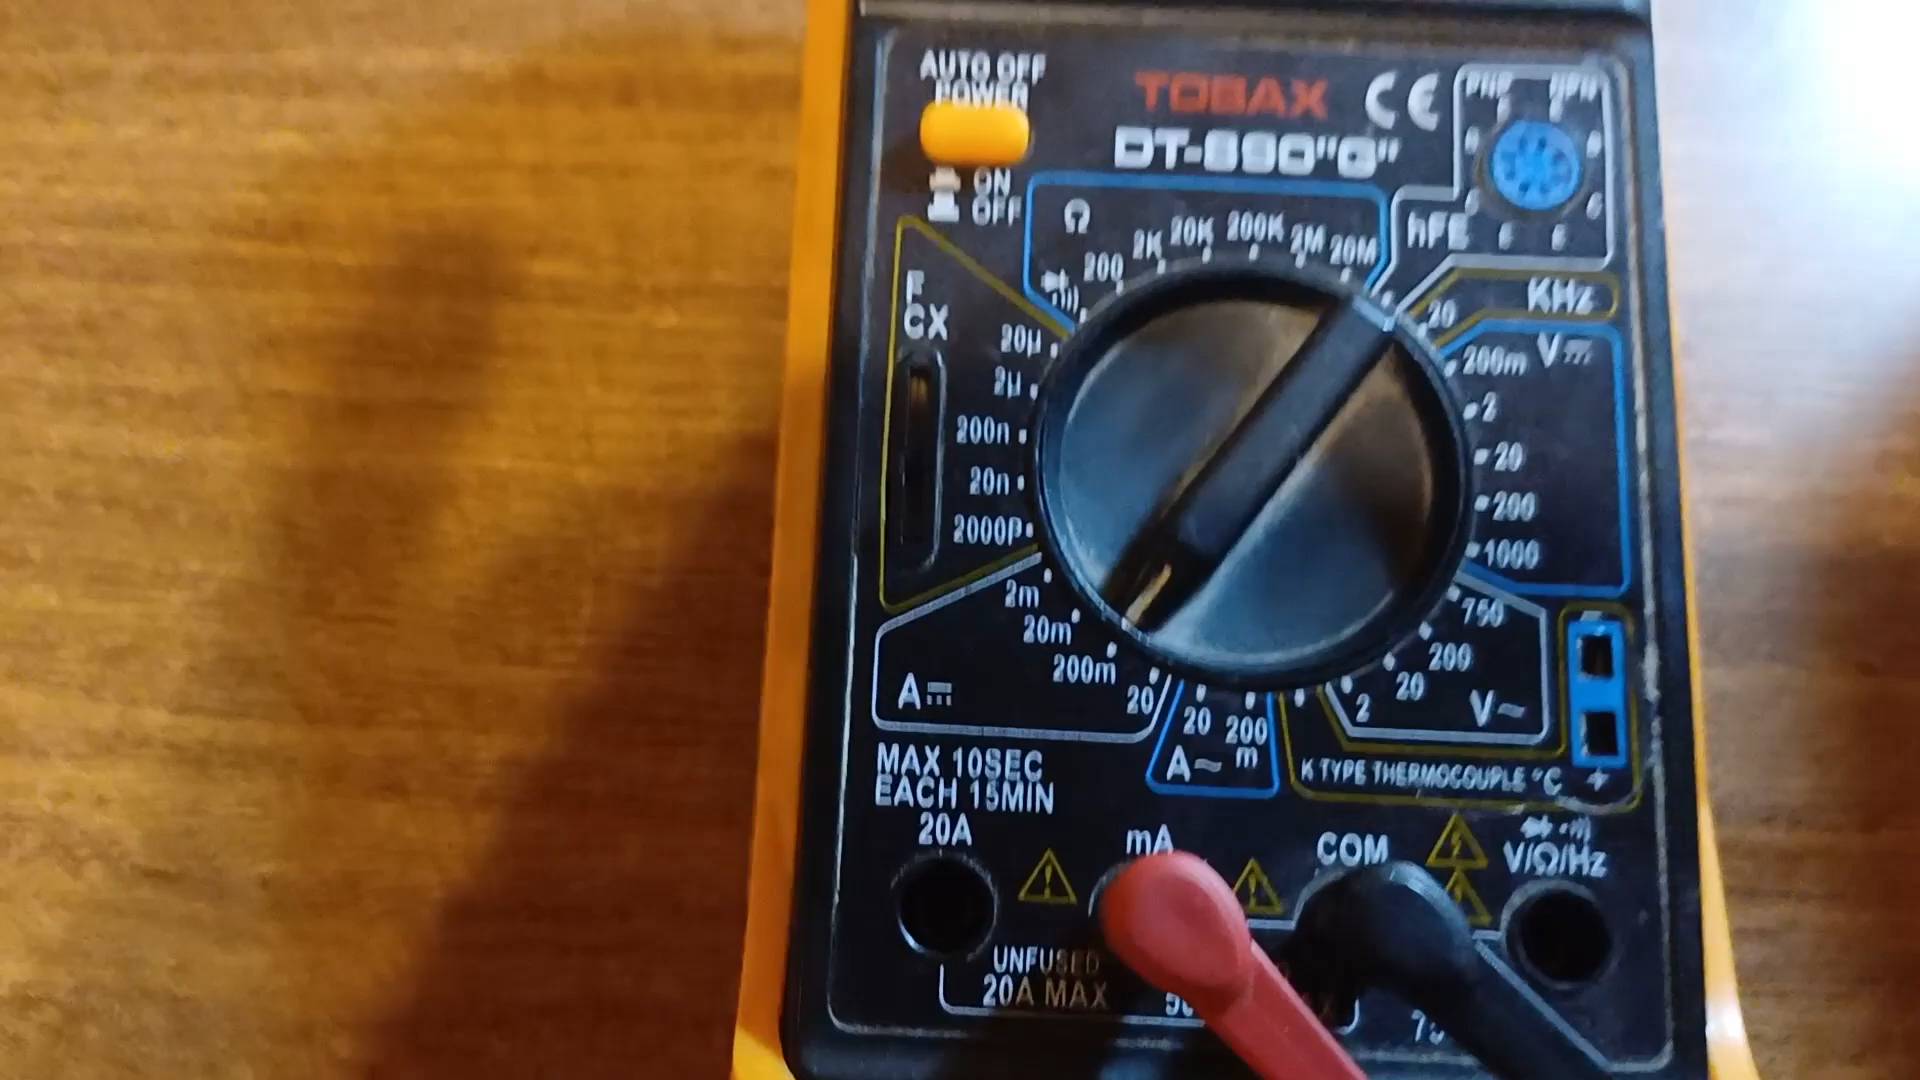 AUTO OFF
POWER
ON
OFF
TOBAX CE
DT-890"G"
PNP NPN
hFE
Ω
200 2K 20K 200K 2M 20M
20 KHz
F
CX
20µ
2µ
200n
20n
2000P
V
200m
2
20
200
1000
2m
20m
200m
20
A
20 200
m
A~
750
200
20
2
V~
K TYPE THERMOCOUPLE °C
+
MAX 10SEC
EACH 15MIN
20A
mA
COM
V/Ω/Hz
UNFUSED
20A MAX